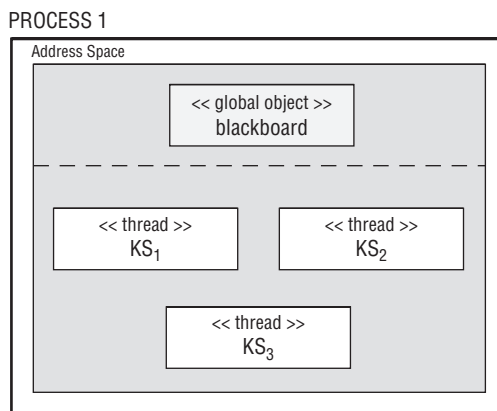 PROCESS 1
Address Space
<< global object >>
blackboard
<< thread >>
KS1
<< thread >>
KS2
<< thread >>
KS3